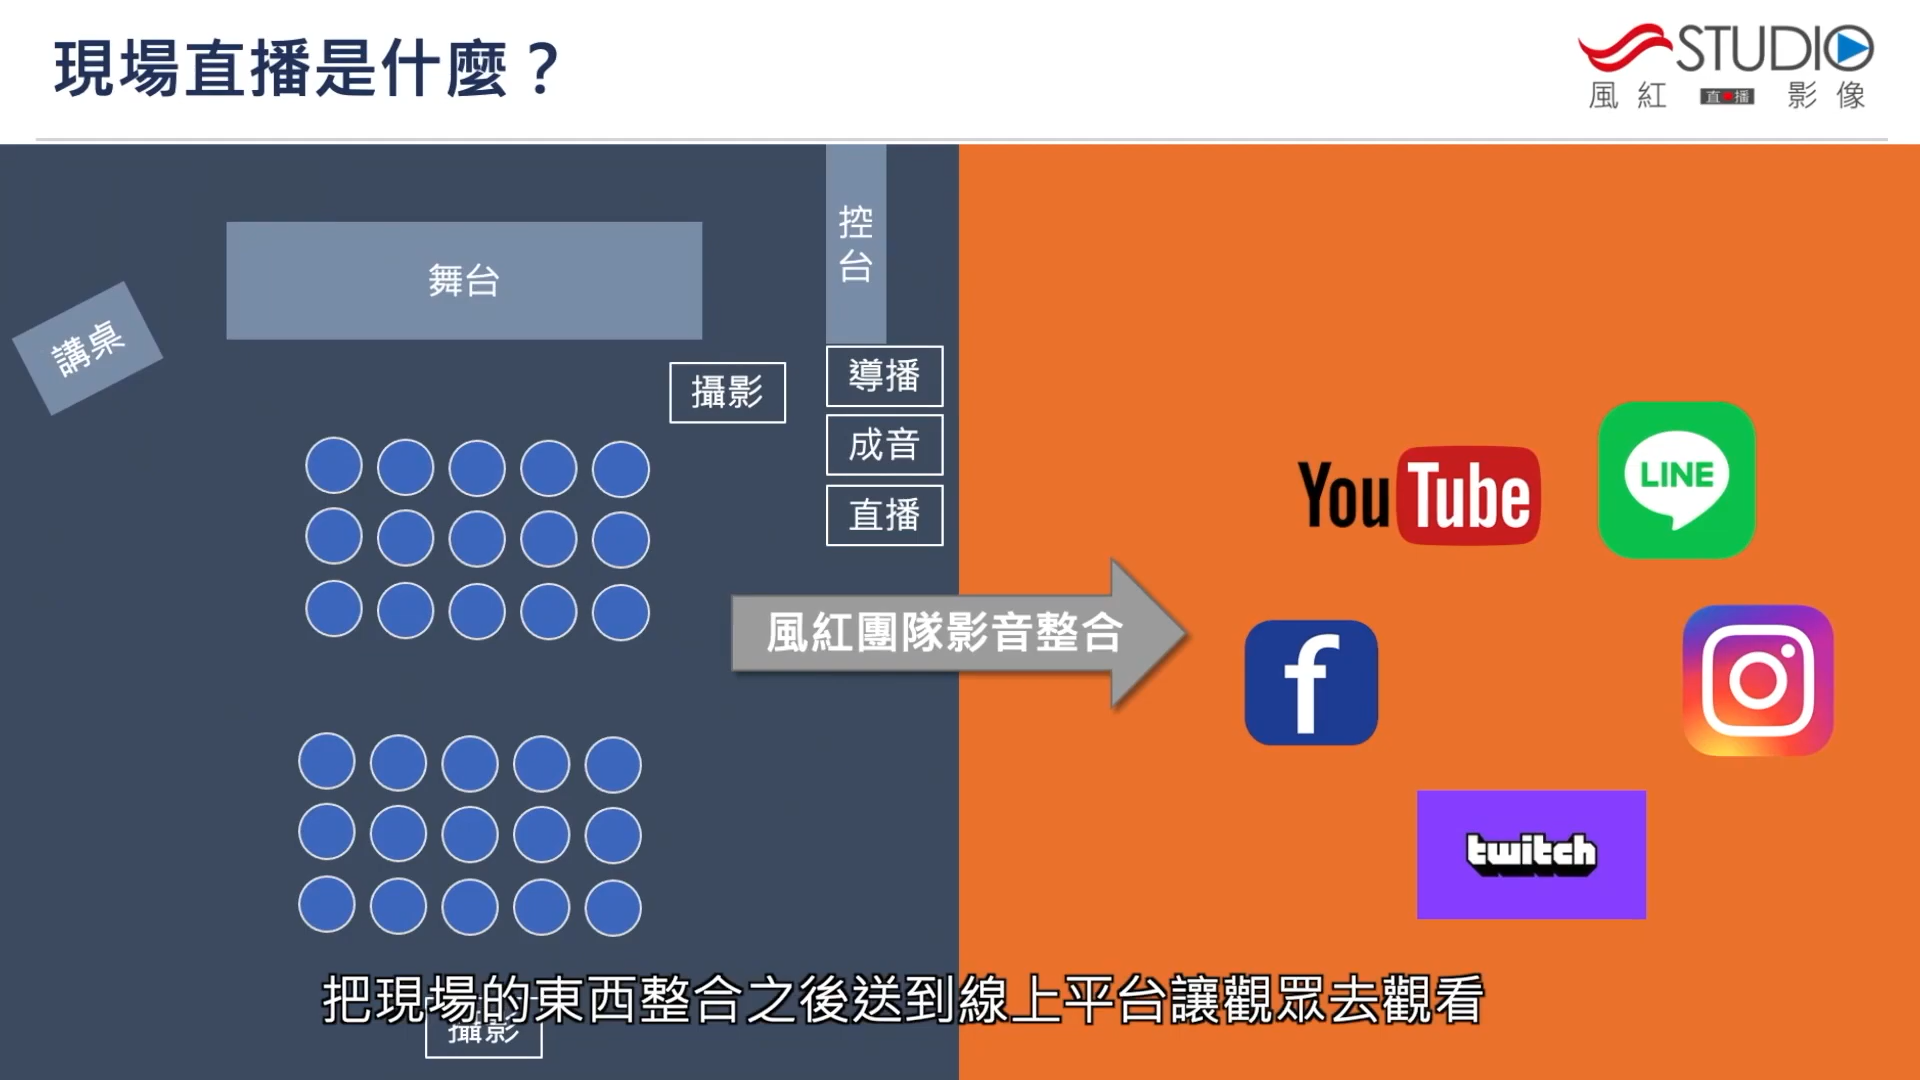 現場直播是什麼？
STUDIO
風紅 直播 影像
控台
舞台
講桌
導播
攝影
成音
直播
YouTube
LINE
風紅團隊影音整合
f
twitch
把現場的東西整合之後送到線上平台讓觀眾去觀看
攝影